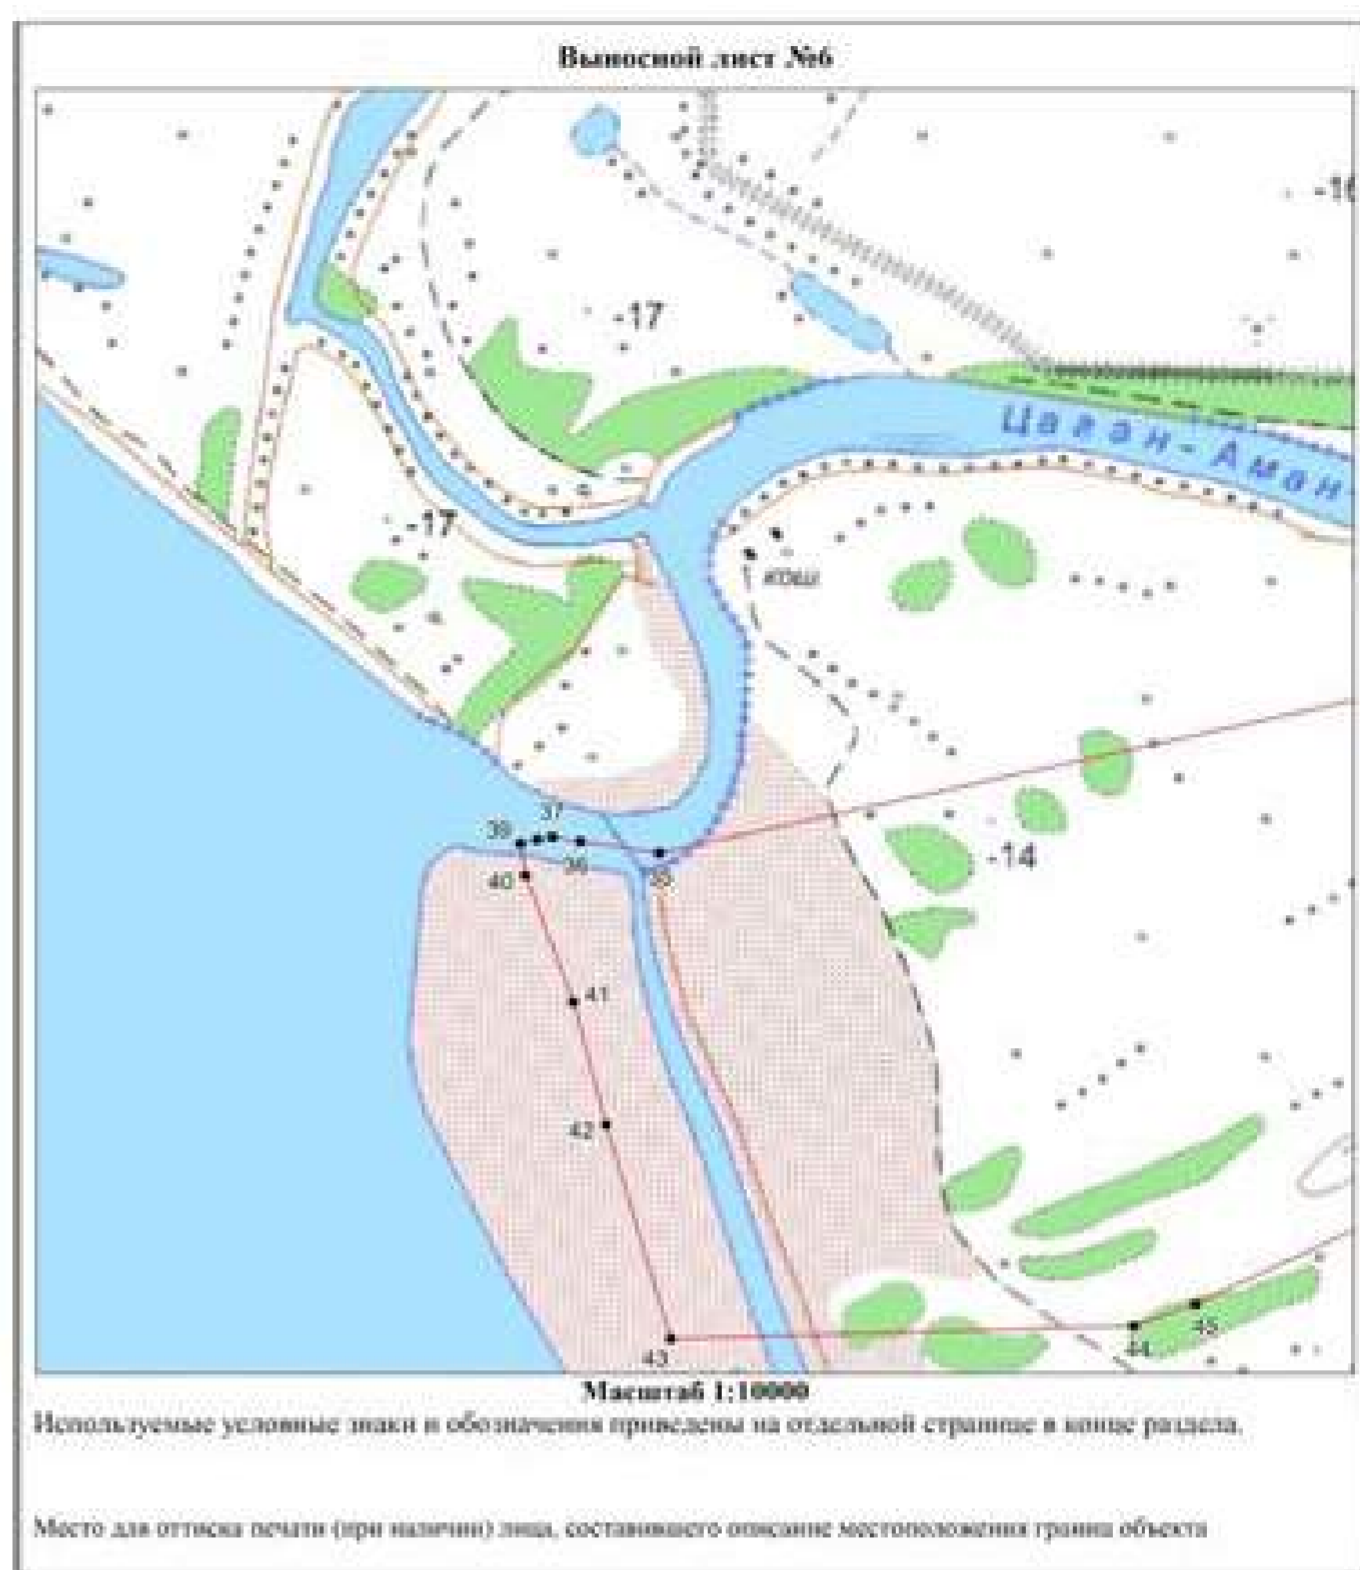 Выносной лист №6
-16
-17
Цаган-Аман
-17
кош
37
39
36
35
40
-14
41
42
45
44
43
Масштаб 1:10000
Используемые условные знаки и обозначения приведены на отдельной странице в конце раздела.
Место для оттиска печати (при наличии) лица, составившего описание местоположения границ объекта